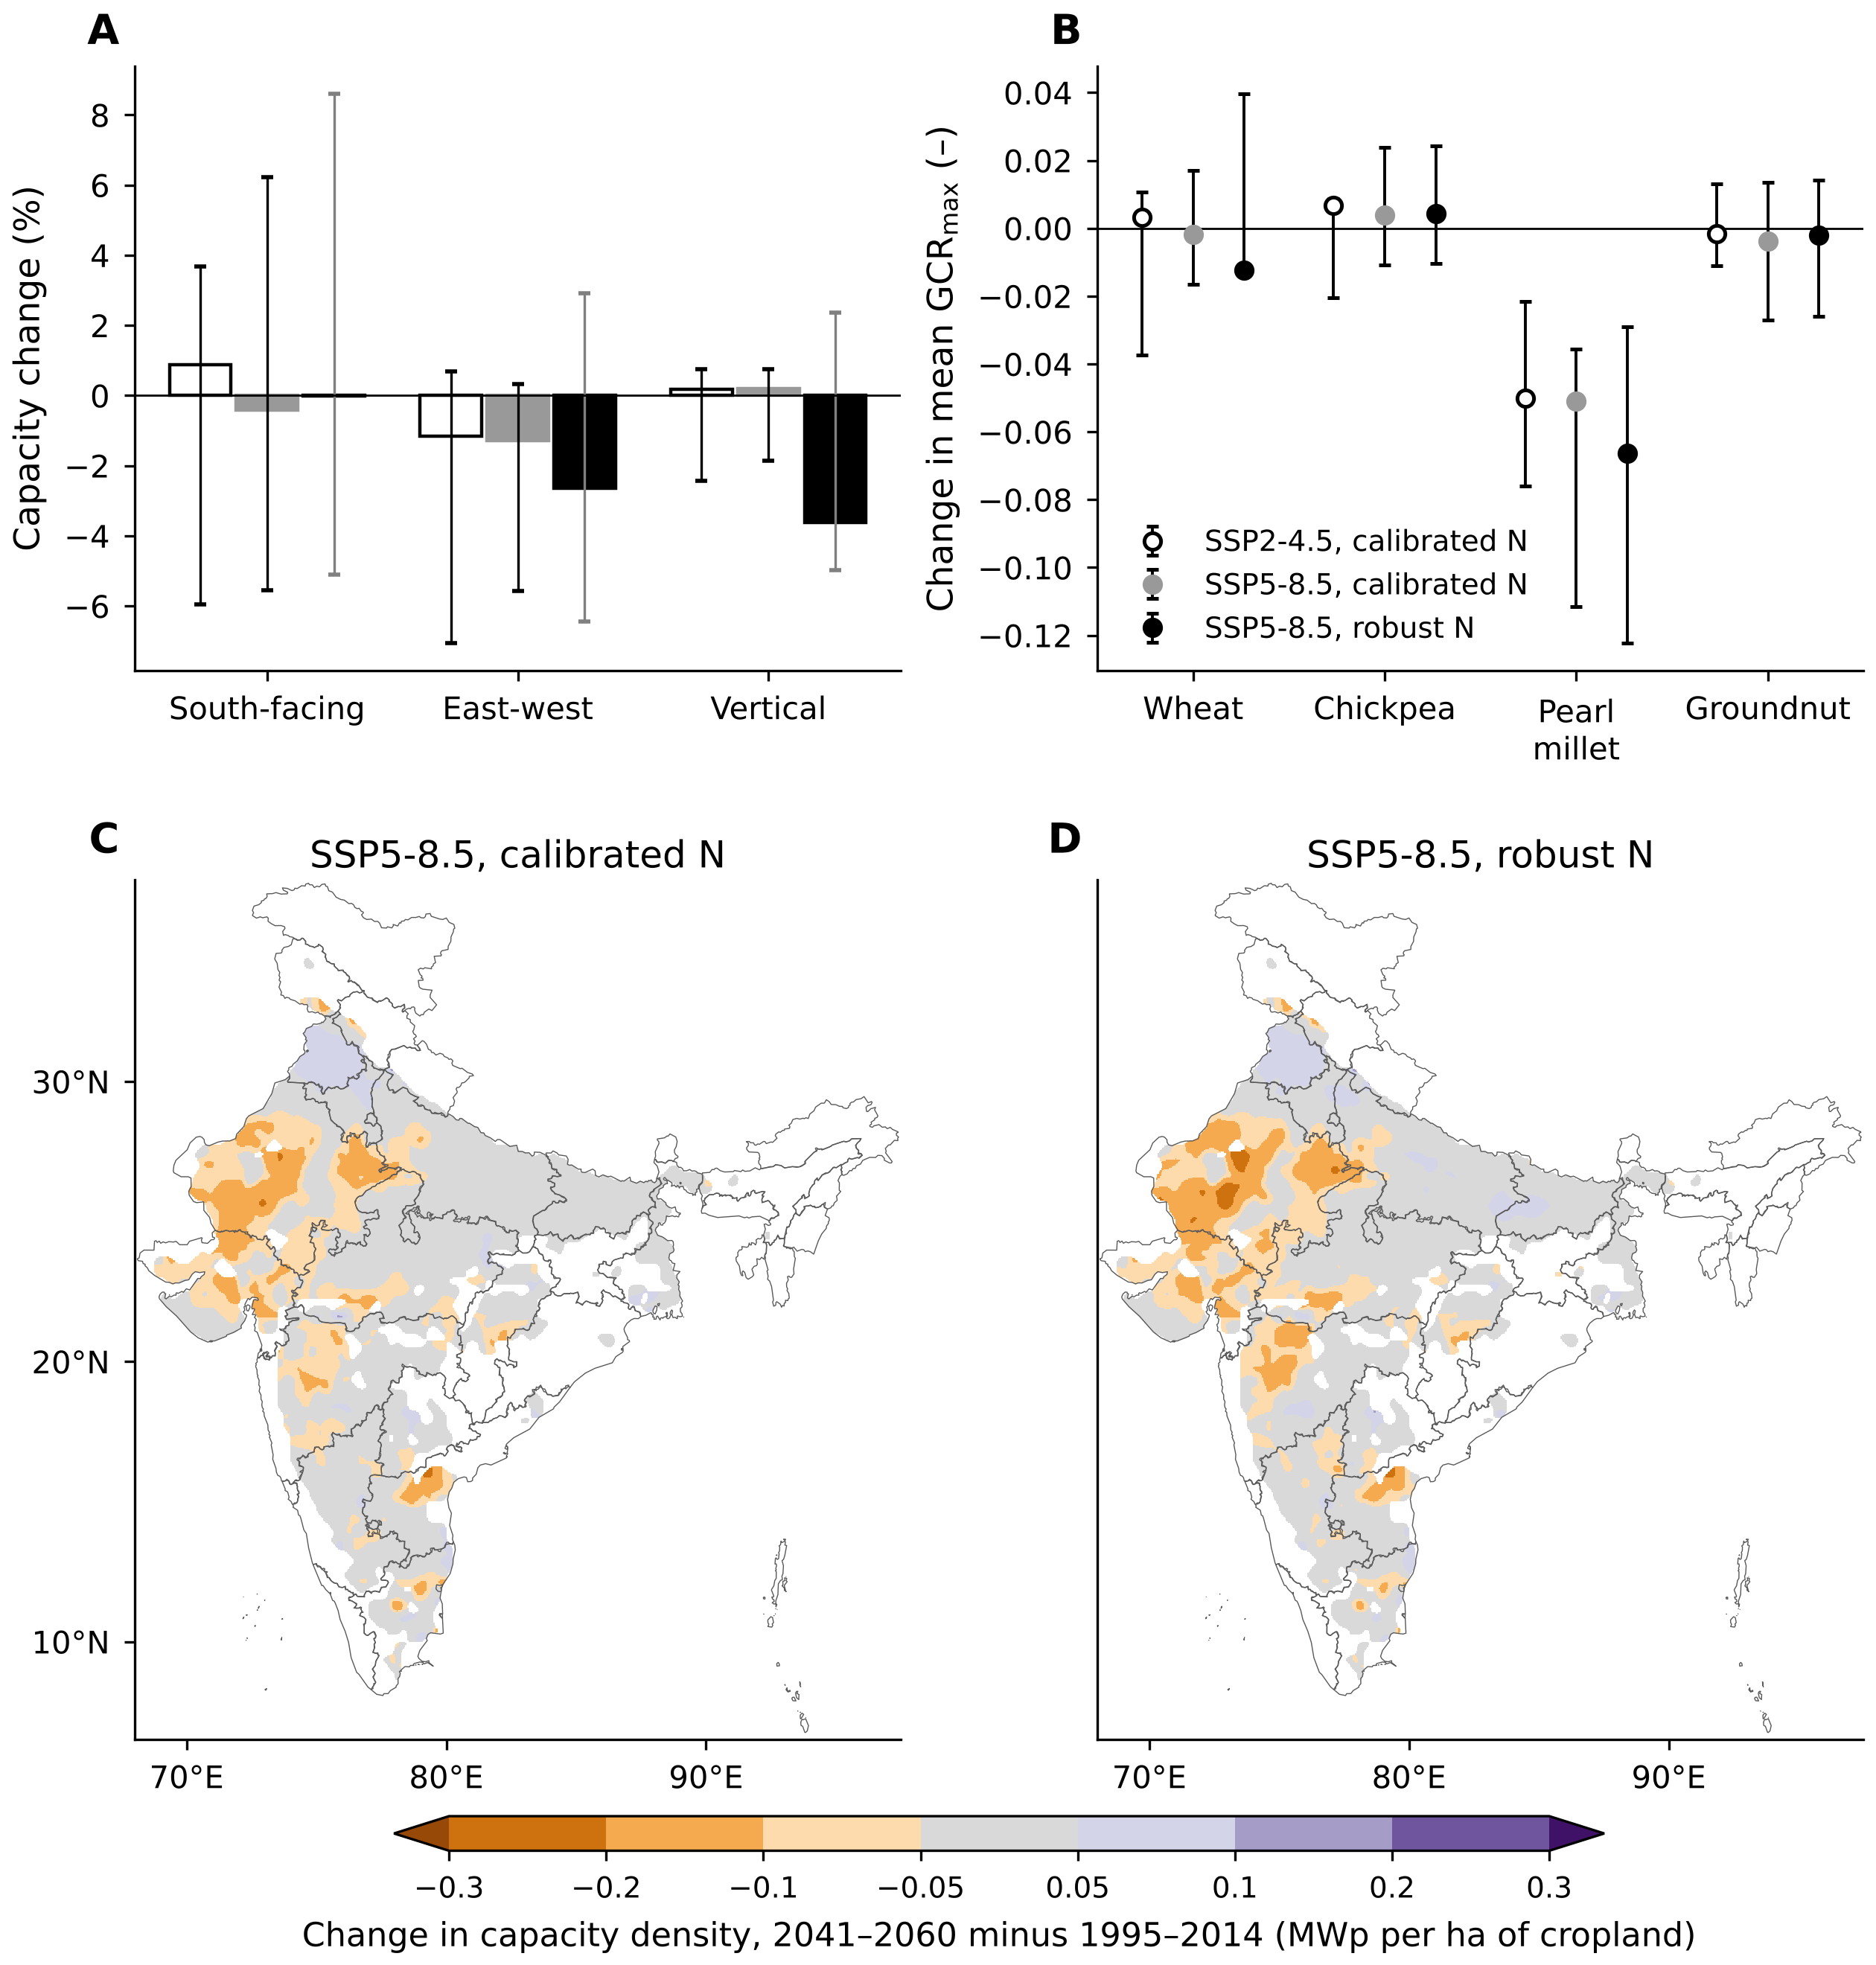 A
B
Capacity change (%)
8
6
4
2
0
−2
−4
−6
South-facing
East-west
Vertical
Change in mean GCRmax (–)
0.04
0.02
0.00
−0.02
−0.04
−0.06
−0.08
−0.10
−0.12
SSP2-4.5, calibrated N
SSP5-8.5, calibrated N
SSP5-8.5, robust N
Wheat
Chickpea
Pearl
millet
Groundnut
C
SSP5-8.5, calibrated N
D
SSP5-8.5, robust N
30°N
20°N
10°N
70°E
80°E
90°E
70°E
80°E
90°E
−0.3
−0.2
−0.1
−0.05
0.05
0.1
0.2
0.3
Change in capacity density, 2041–2060 minus 1995–2014 (MWp per ha of cropland)